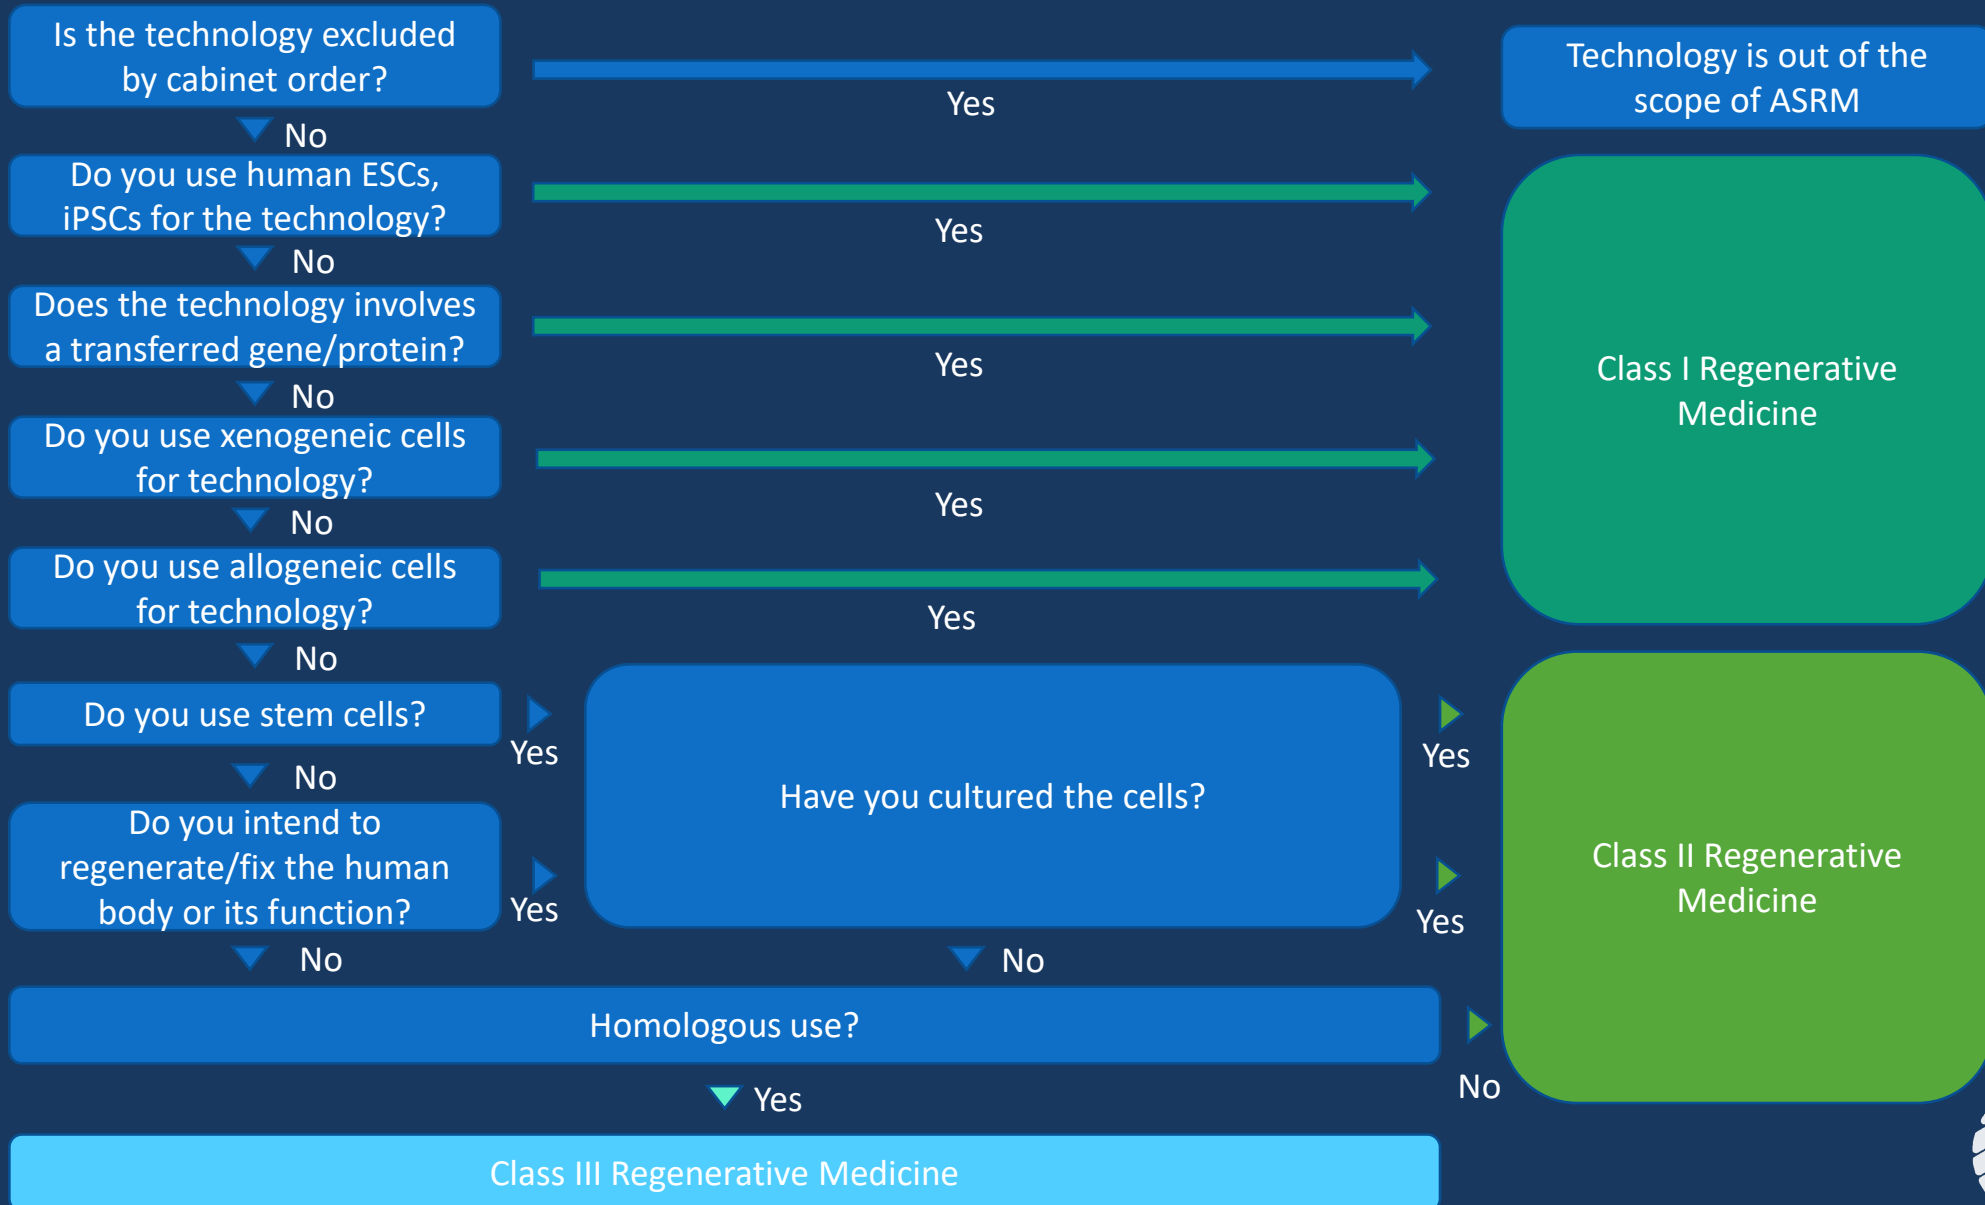 Is the technology excluded
by cabinet order?
Yes
Technology is out of the
scope of ASRM
No
Do you use human ESCs,
iPSCs for the technology?
Yes
No
Does the technology involves
a transferred gene/protein?
Yes
Class I Regenerative
Medicine
No
Do you use xenogeneic cells
for technology?
Yes
No
Do you use allogeneic cells
for technology?
Yes
No
Do you use stem cells?
Yes
Have you cultured the cells?
Yes
No
Do you intend to
regenerate/fix the human
body or its function?
Yes
Yes
Class II Regenerative
Medicine
No
No
Homologous use?
No
Yes
Class III Regenerative Medicine